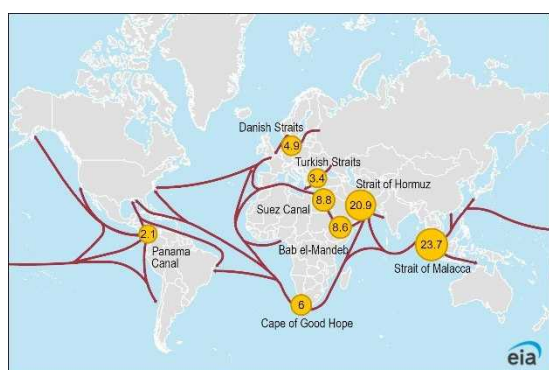 Danish Straits
4.9
Turkish Straits
3.4
Strait of Hormuz
20.9
Suez Canal
8.8
8.6
Bab el-Mandeb
2.1
Panama
Canal
23.7
Strait of Malacca
6
Cape of Good Hope
eia